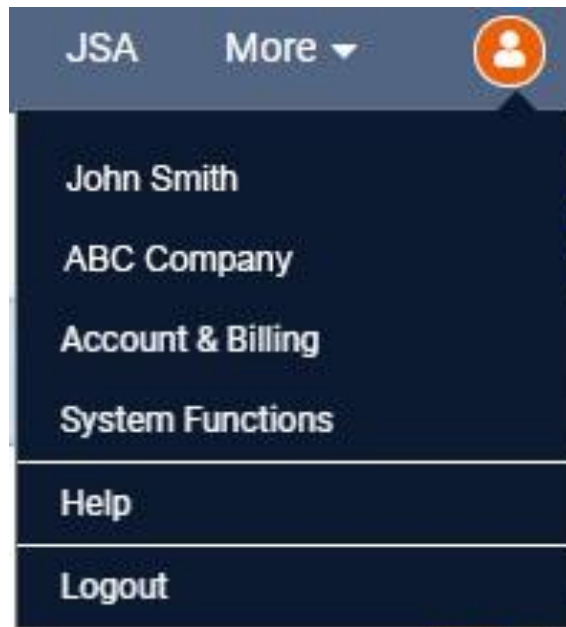 JSA More
John Smith
ABC Company
Account & Billing
System Functions
Help
Logout